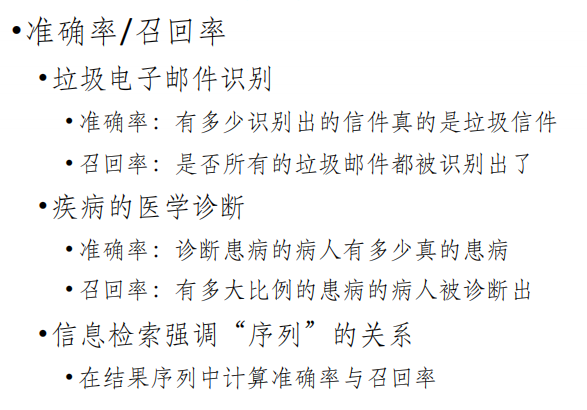 •准确率/召回率
•垃圾电子邮件识别
•准确率：有多少识别出的信件真的是垃圾信件
•召回率：是否所有的垃圾邮件都被识别出了
•疾病的医学诊断
•准确率：诊断患病的病人有多少真的患病
•召回率：有多大比例的患病的病人被诊断出
•信息检索强调“序列”的关系
•在结果序列中计算准确率与召回率